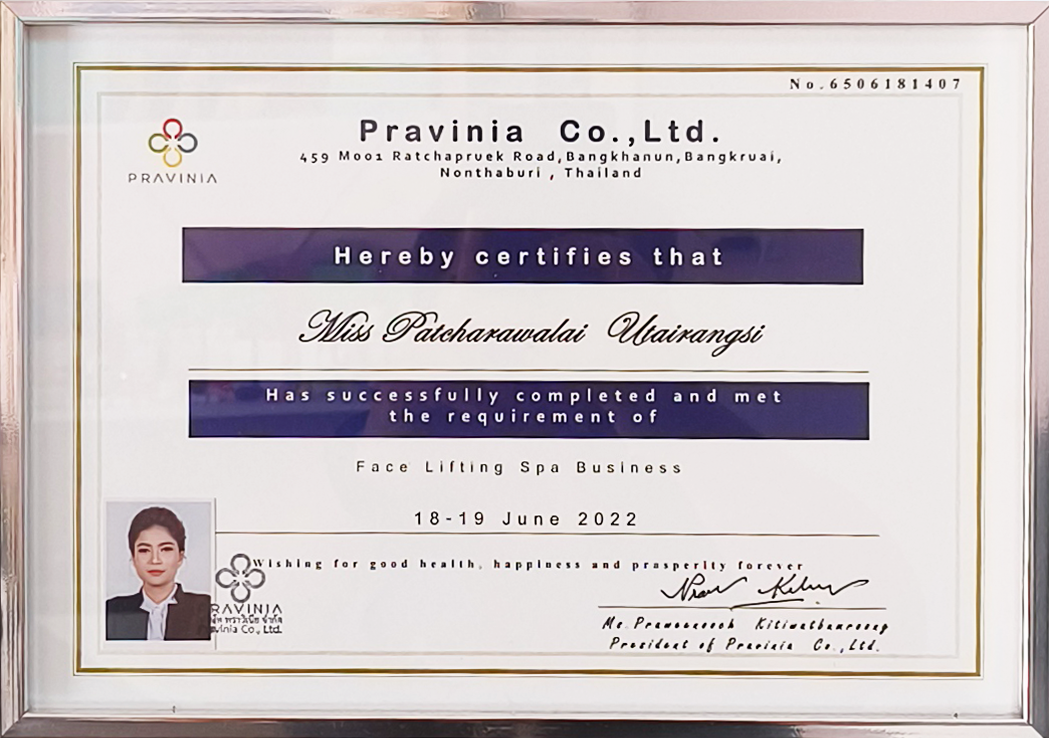 No.6506181407
PRAVINIA
Pravinia Co.,Ltd.
459 Moo1 Ratchapruek Road,Bangkhanun,Bangkruai,
Nonthaburi , Thailand
Hereby certifies that
Miss Patcharawalai Utairangsi
Has successfully completed and met
the requirement of
Face Lifting Spa Business
18-19 June 2022
Wishing for good health, happiness and prasperity forever
PRAVINIA
Pravinia Co., Ltd.
President of Pravinia Co.,Ltd.